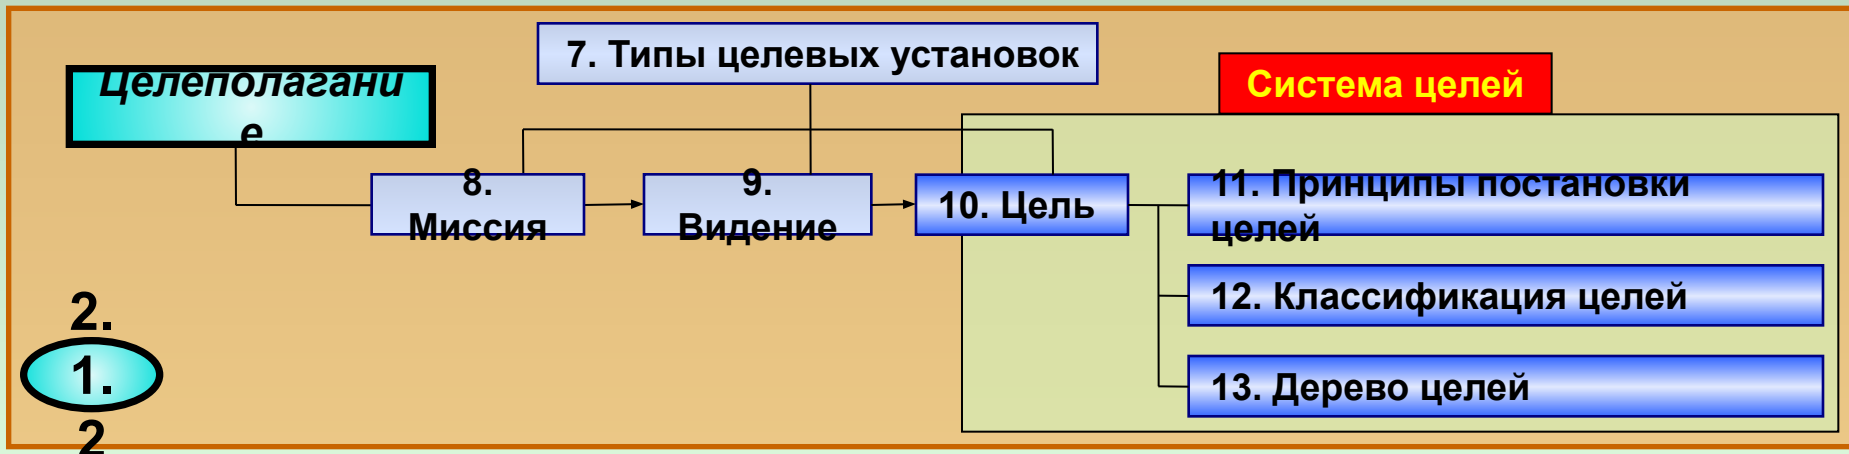 7. Типы целевых установок
Целеполагани
е
Система целей
8.
Миссия
9.
Видение
10. Цель
11. Принципы постановки
целей
12. Классификация целей
13. Дерево целей
2.
1.
2